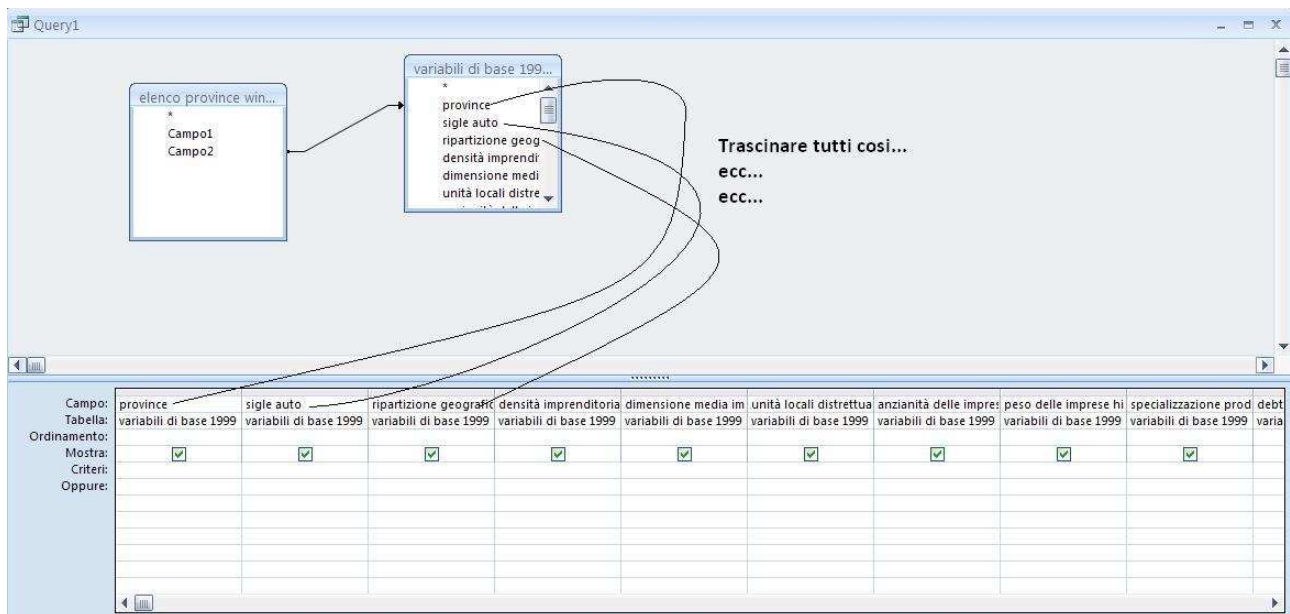 Query1
variabili di base 199...
*
province
sigle auto
ripartizione geog
densità imprendit
dimensione medi
unità locali distre
elenco province win...
*
Campo1
Campo2
Trascinare tutti cosi...
ecc...
ecc...
Campo: province sigle auto ripartizione geografic densità imprenditoria dimensione media im unità locali distrettua anzianità delle impres peso delle imprese hi specializzazione prod debt
Tabella: variabili di base 1999 variabili di base 1999 variabili di base 1999 variabili di base 1999 variabili di base 1999 variabili di base 1999 variabili di base 1999 variabili di base 1999 variabili di base 1999 varia
Ordinamento:
Mostra:
Criteri:
Oppure: